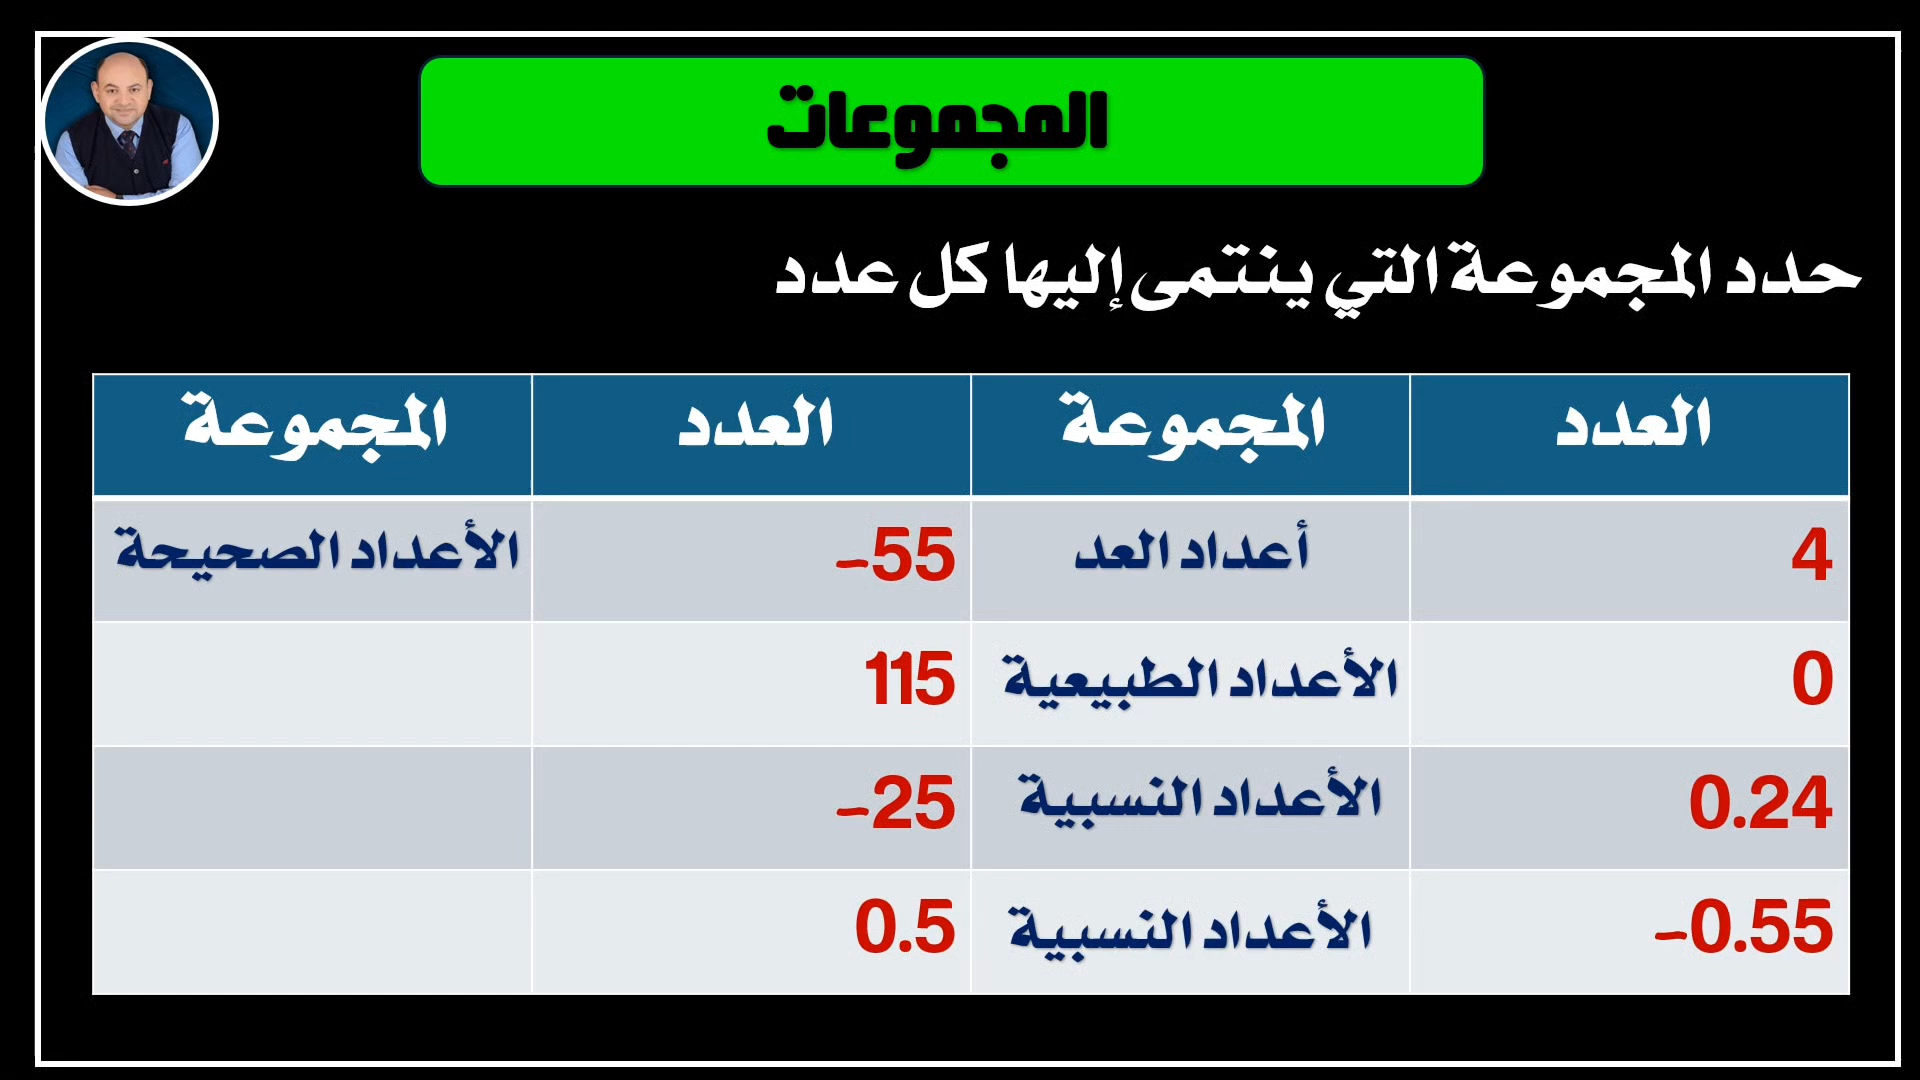 المجموعات
حدد المجموعة التي ينتمى إليها كل عدد
العدد المجموعة العدد المجموعة
4 أعداد العد -55 الأعداد الصحيحة
0 الأعداد الطبيعية 115
0.24 الأعداد النسبية -25
-0.55 الأعداد النسبية 0.5